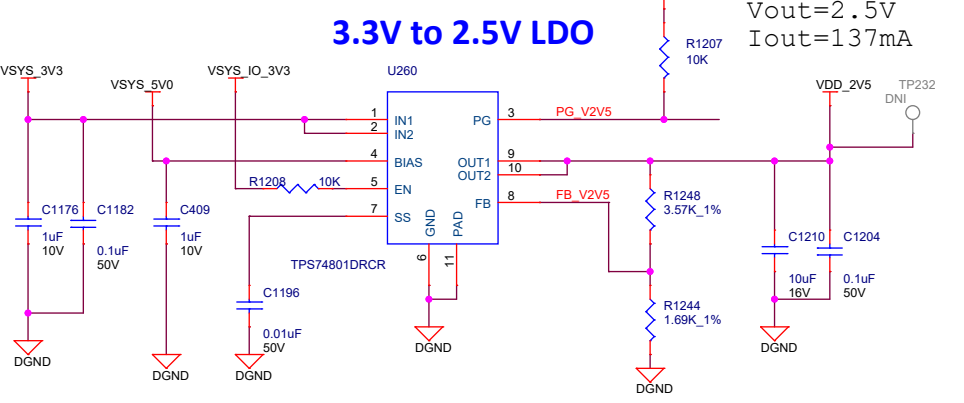 3.3V to 2.5V LDO
Vout=2.5V
Iout=137mA
R1207
10K
VSYS_3V3
VSYS_5V0
VSYS_IO_3V3
U260
VDD_2V5
TP232
DNI
1
IN1
2
IN2
4
BIAS
R1208
10K
5
EN
7
SS
PG
3
PG_V2V5
OUT1
9
OUT2
10
FB
8
FB_V2V5
GND
PAD
6
11
TPS74801DRCR
R1248
3.57K_1%
R1244
1.69K_1%
C1176
1uF
10V
C1182
0.1uF
50V
C409
1uF
10V
C1196
0.01uF
50V
C1210
10uF
16V
C1204
0.1uF
50V
DGND
DGND
DGND
DGND
DGND
DGND